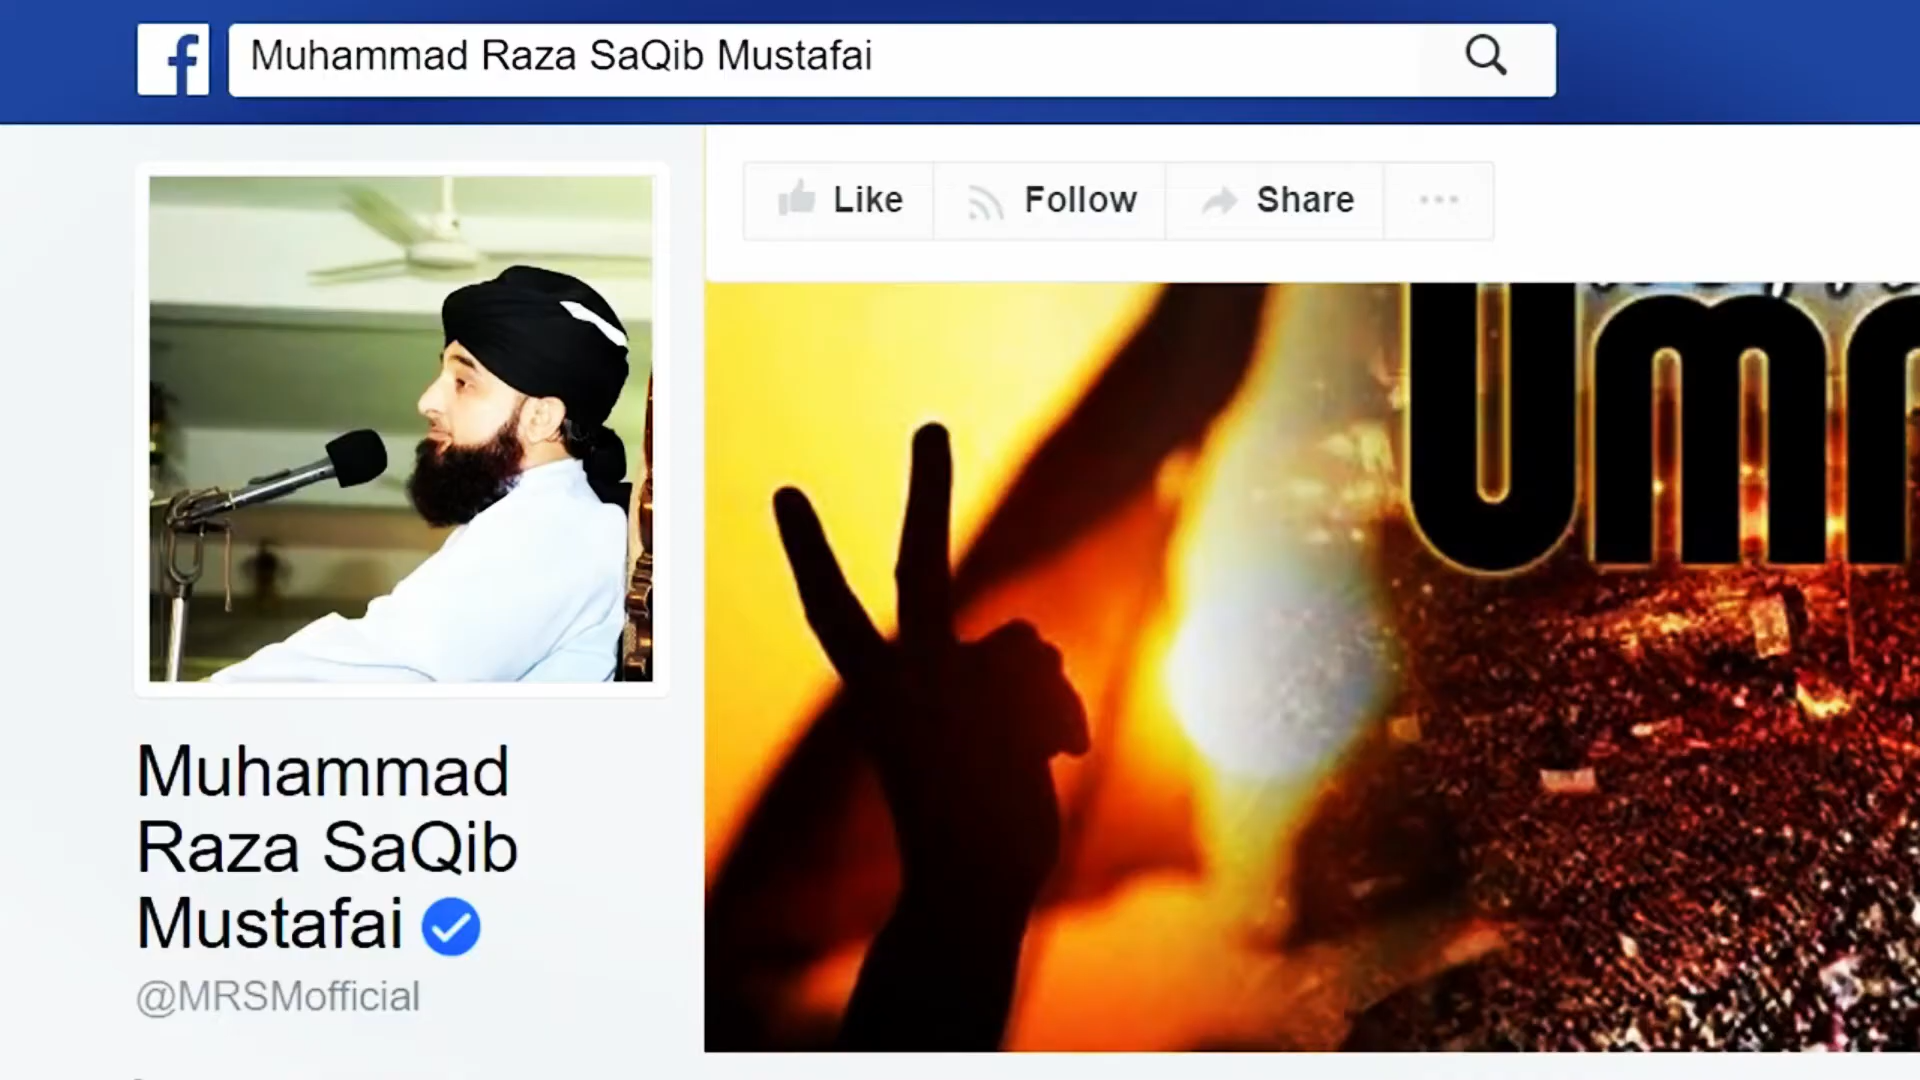 f Muhammad Raza SaQib Mustafai
Like Follow Share ...
Muhammad
Raza SaQib
Mustafai
@MRSMofficial